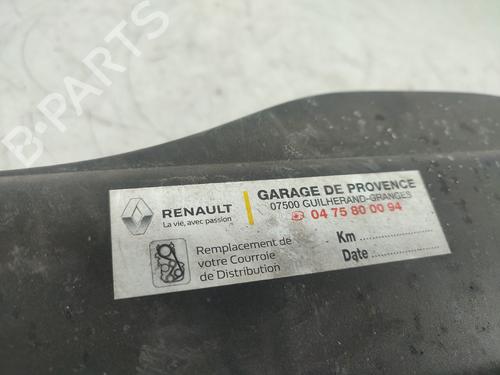 B-PARTS
RENAULT
La vie, avec passion
GARAGE DE PROVENCE
07500 GUILHERAND-GRANGES
04 75 80 00 94
Remplacement de
votre Courroie
de Distribution
Km ..................
Date ..................